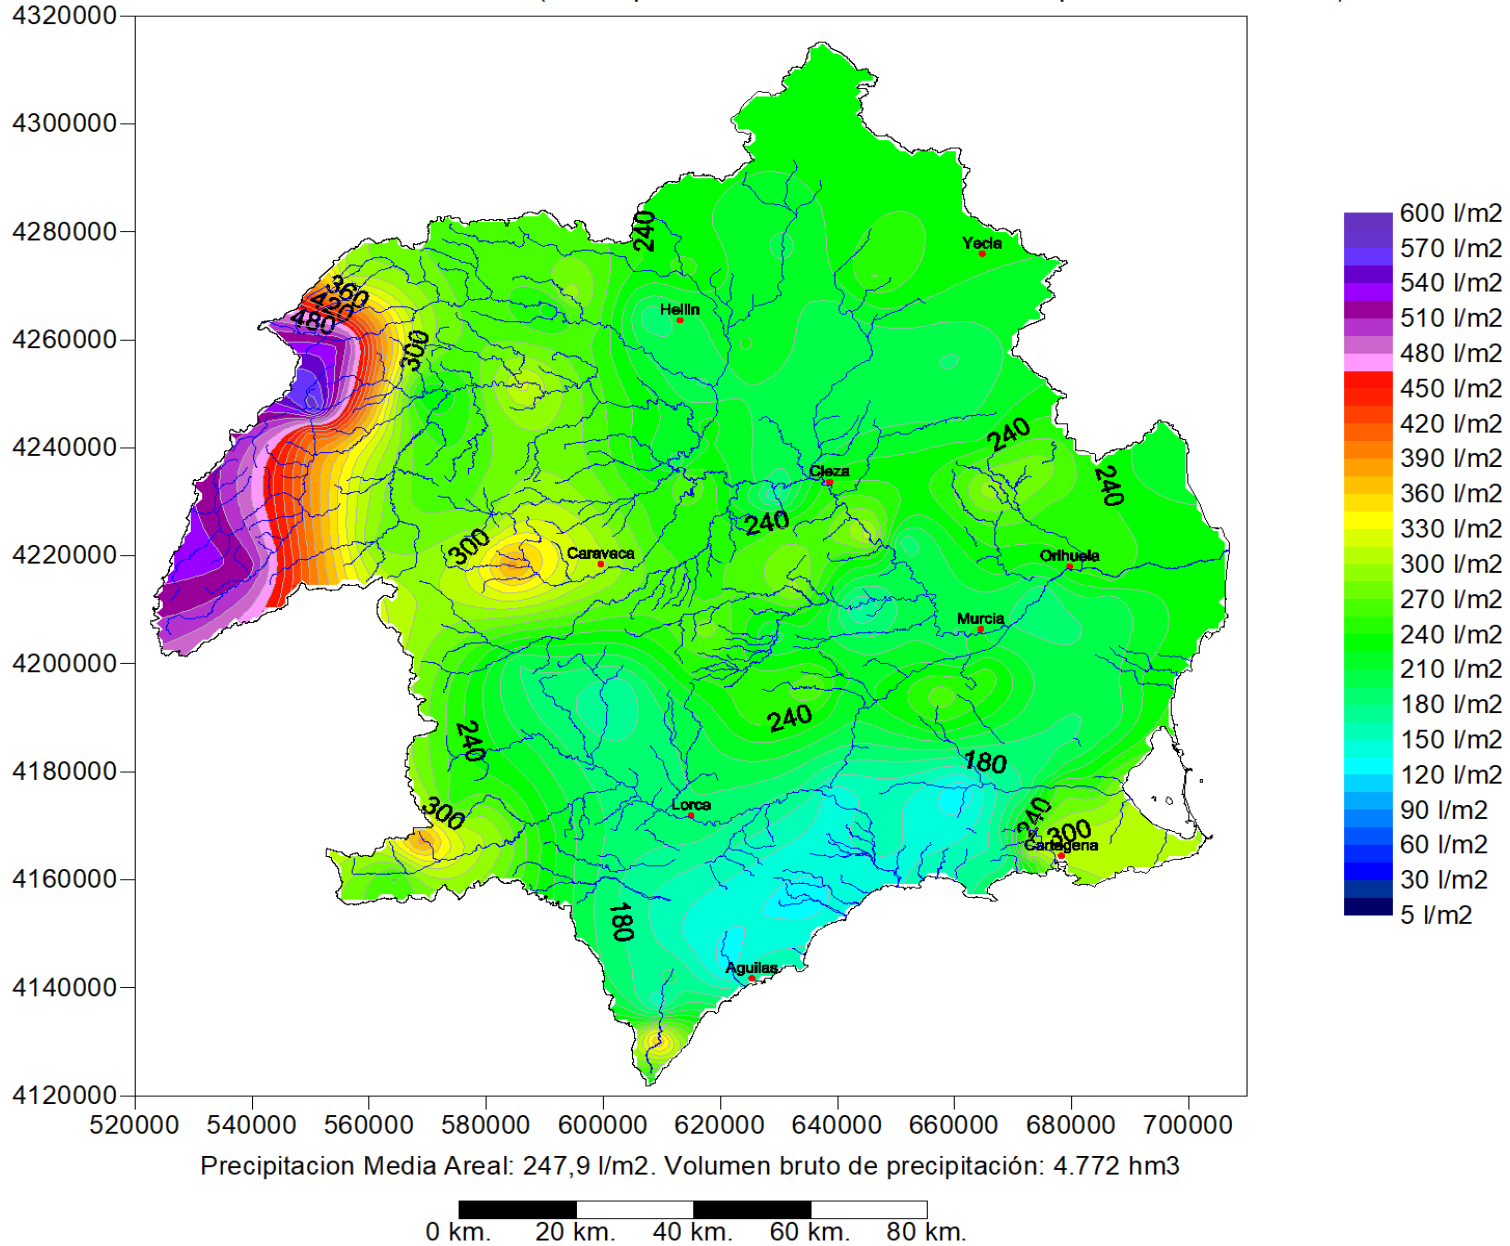 4320000
4300000
4280000
4260000
4240000
4220000
4200000
4180000
4160000
4140000
4120000
520000 540000 560000 580000 600000 620000 640000 660000 680000 700000
240
Yecla
360
420
480
Hellin
300
240
240
Cieza
240
300
Caravaca
Orihuela
Murcia
240
240
180
300
Lorca
240
300
Cartagena
180
Aguilas
600 l/m2
570 l/m2
540 l/m2
510 l/m2
480 l/m2
450 l/m2
420 l/m2
390 l/m2
360 l/m2
330 l/m2
300 l/m2
270 l/m2
240 l/m2
210 l/m2
180 l/m2
150 l/m2
120 l/m2
90 l/m2
60 l/m2
30 l/m2
5 l/m2
Precipitacion Media Areal: 247,9 l/m2. Volumen bruto de precipitación: 4.772 hm3
0 km. 20 km. 40 km. 60 km. 80 km.